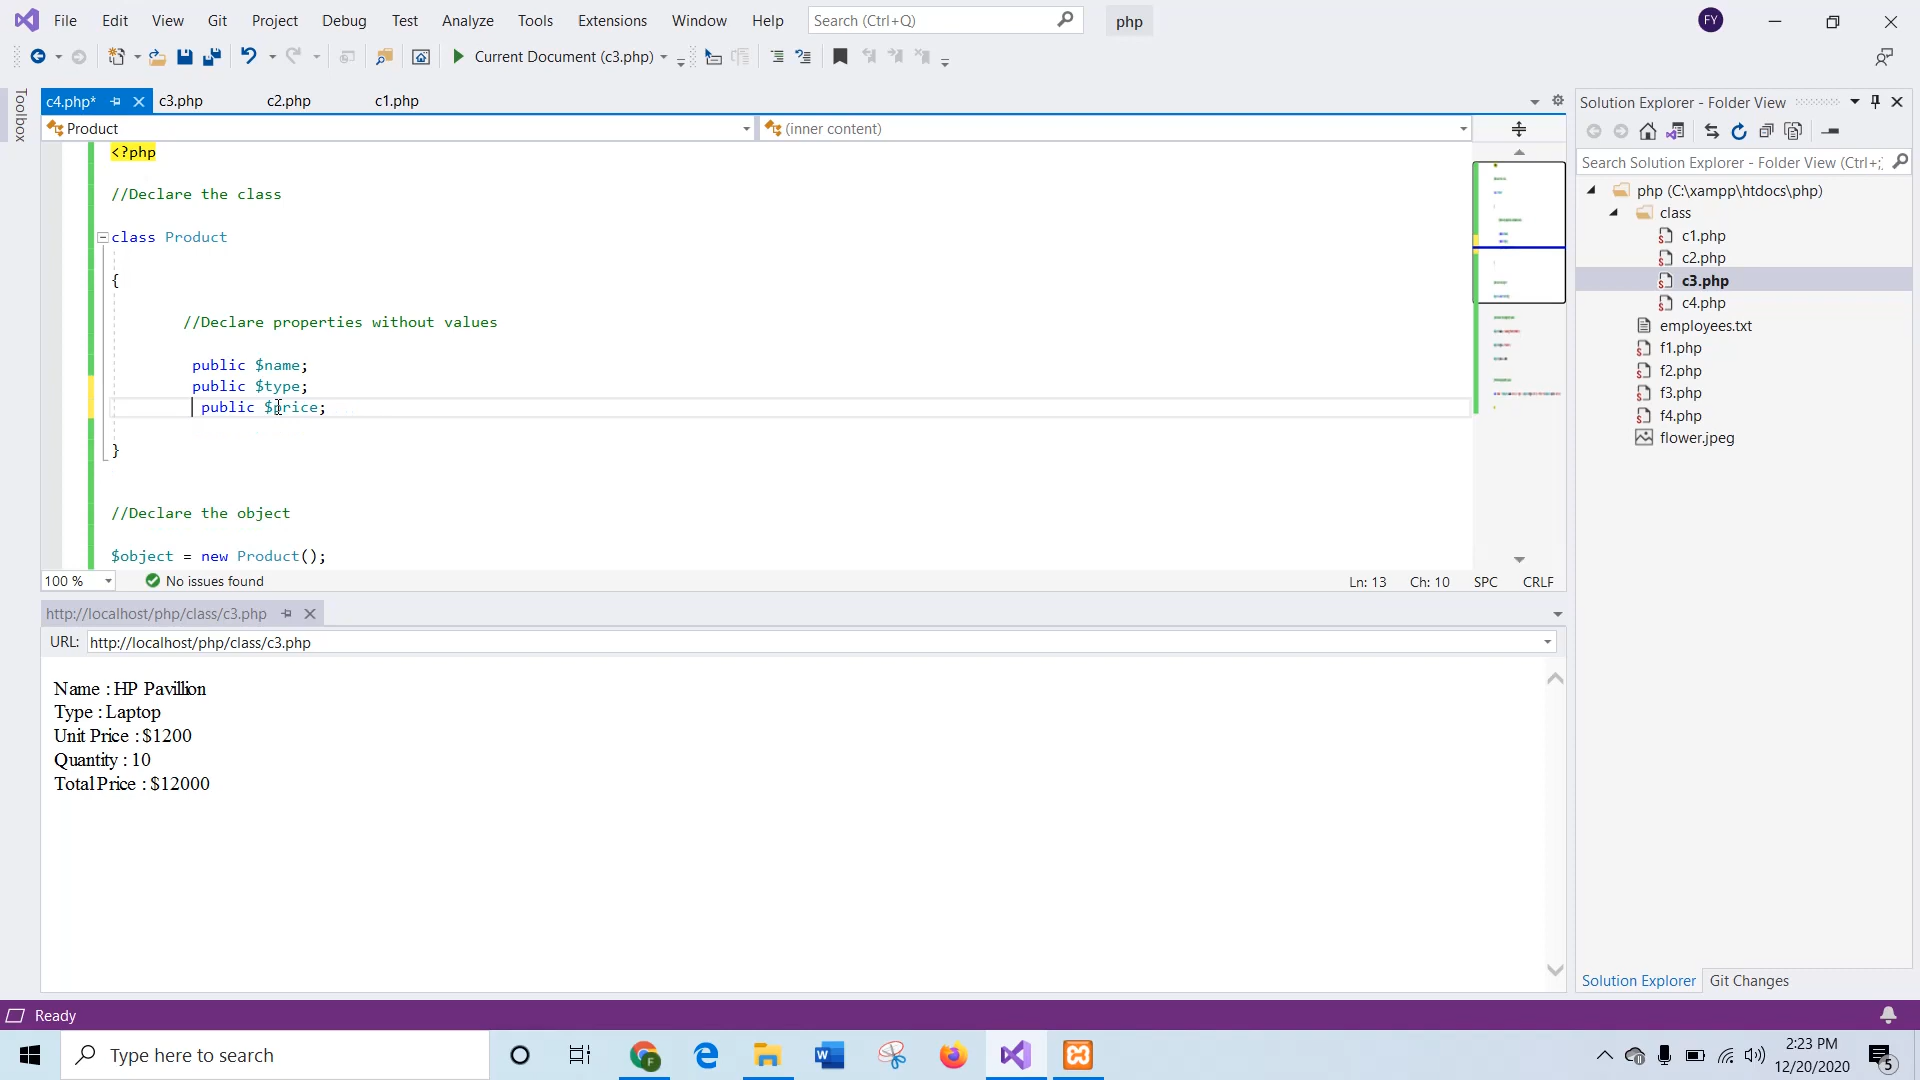 File Edit View Git Project Debug Test Analyze Tools Extensions Window Help Search (Ctrl+Q) php FY
Current Document (c3.php)
Toolbox
c4.php* c3.php c2.php c1.php
Product (inner content)
<?php
//Declare the class
class Product
{
//Declare properties without values
public $name;
public $type;
public $price;
}
//Declare the object
$object = new Product();
100 % No issues found Ln: 13 Ch: 10 SPC CRLF
http://localhost/php/class/c3.php
URL: http://localhost/php/class/c3.php
Name : HP Pavillion
Type : Laptop
Unit Price : $1200
Quantity : 10
Total Price : $12000
Solution Explorer - Folder View
Search Solution Explorer - Folder View (Ctrl+;)
php (C:\xampp\htdocs\php)
class
c1.php
c2.php
c3.php
c4.php
employees.txt
f1.php
f2.php
f3.php
f4.php
flower.jpeg
Solution Explorer Git Changes
Ready
Type here to search
2:23 PM
12/20/2020
5